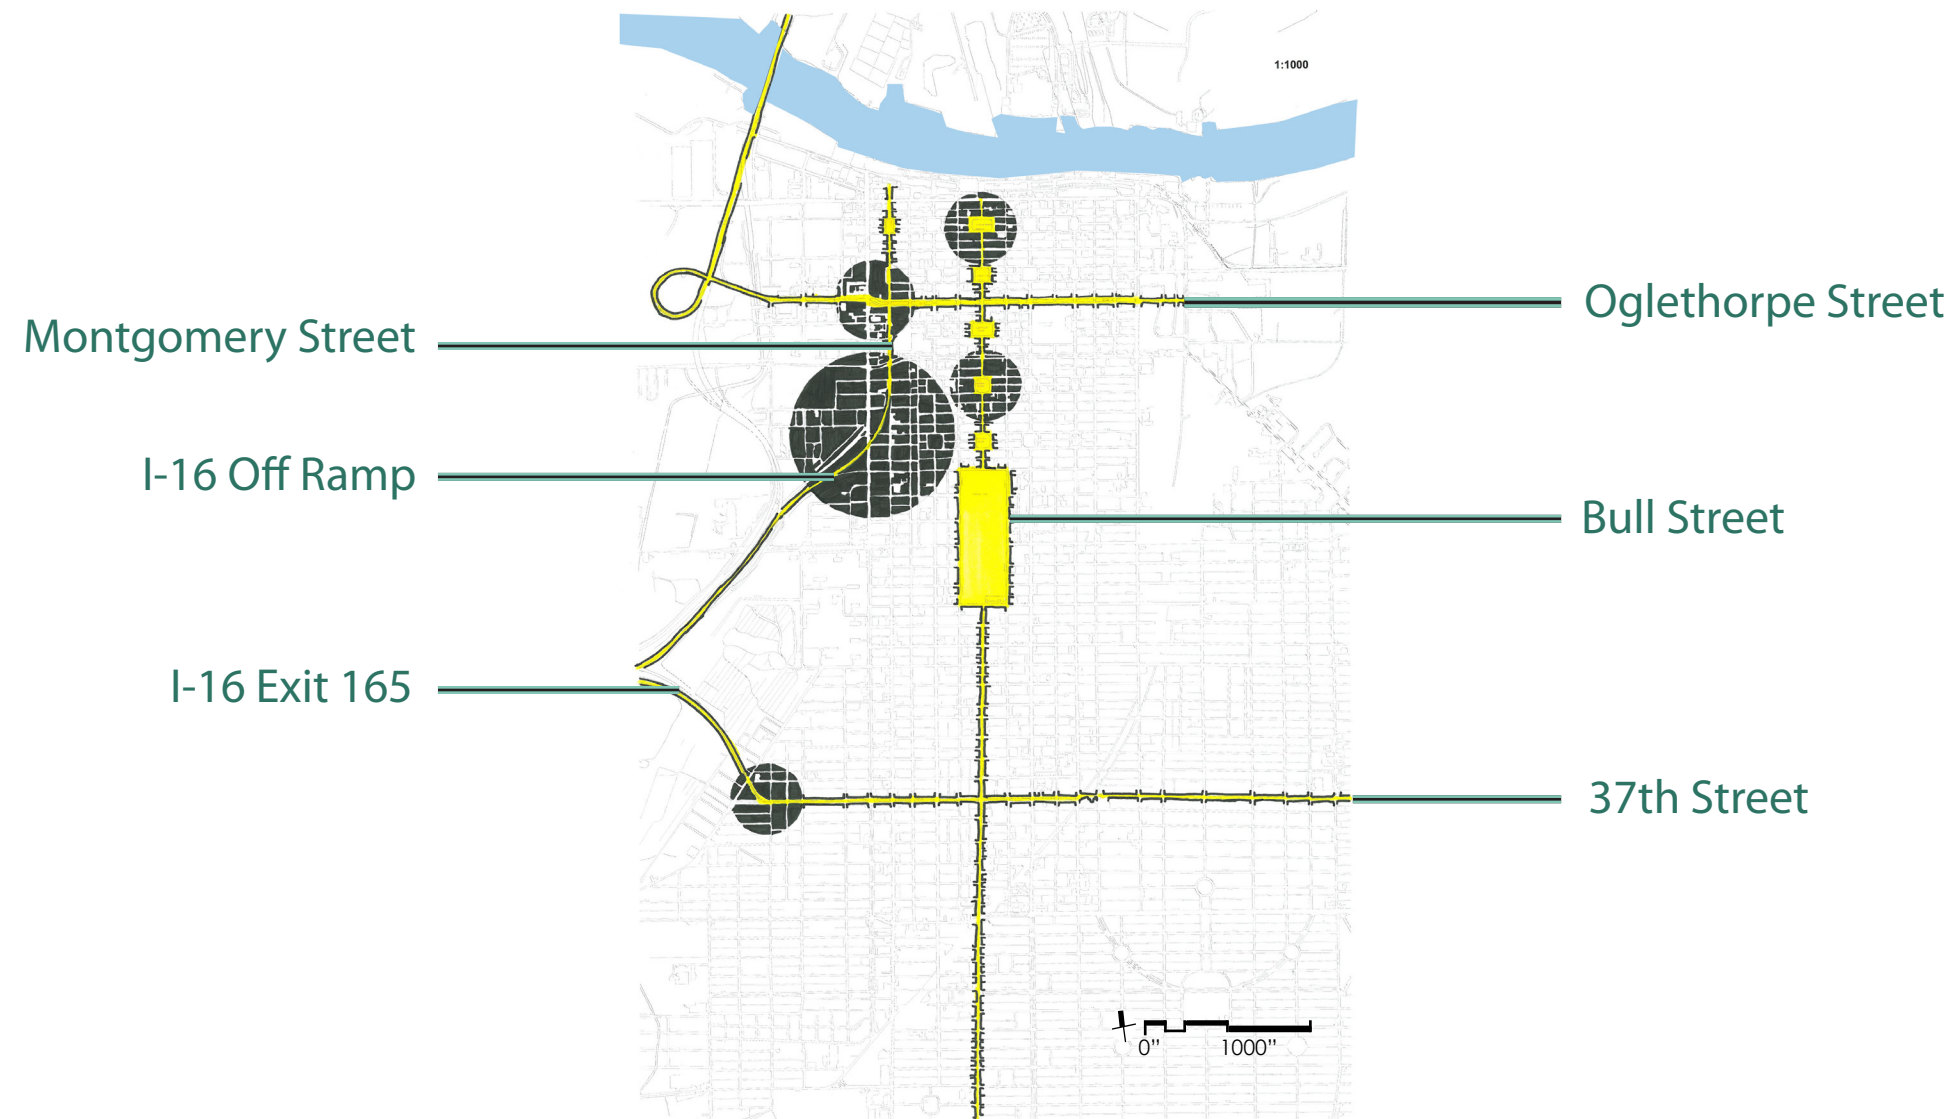 1:1000
Oglethorpe Street
Montgomery Street
I-16 Off Ramp
Bull Street
I-16 Exit 165
37th Street
0” 1000”